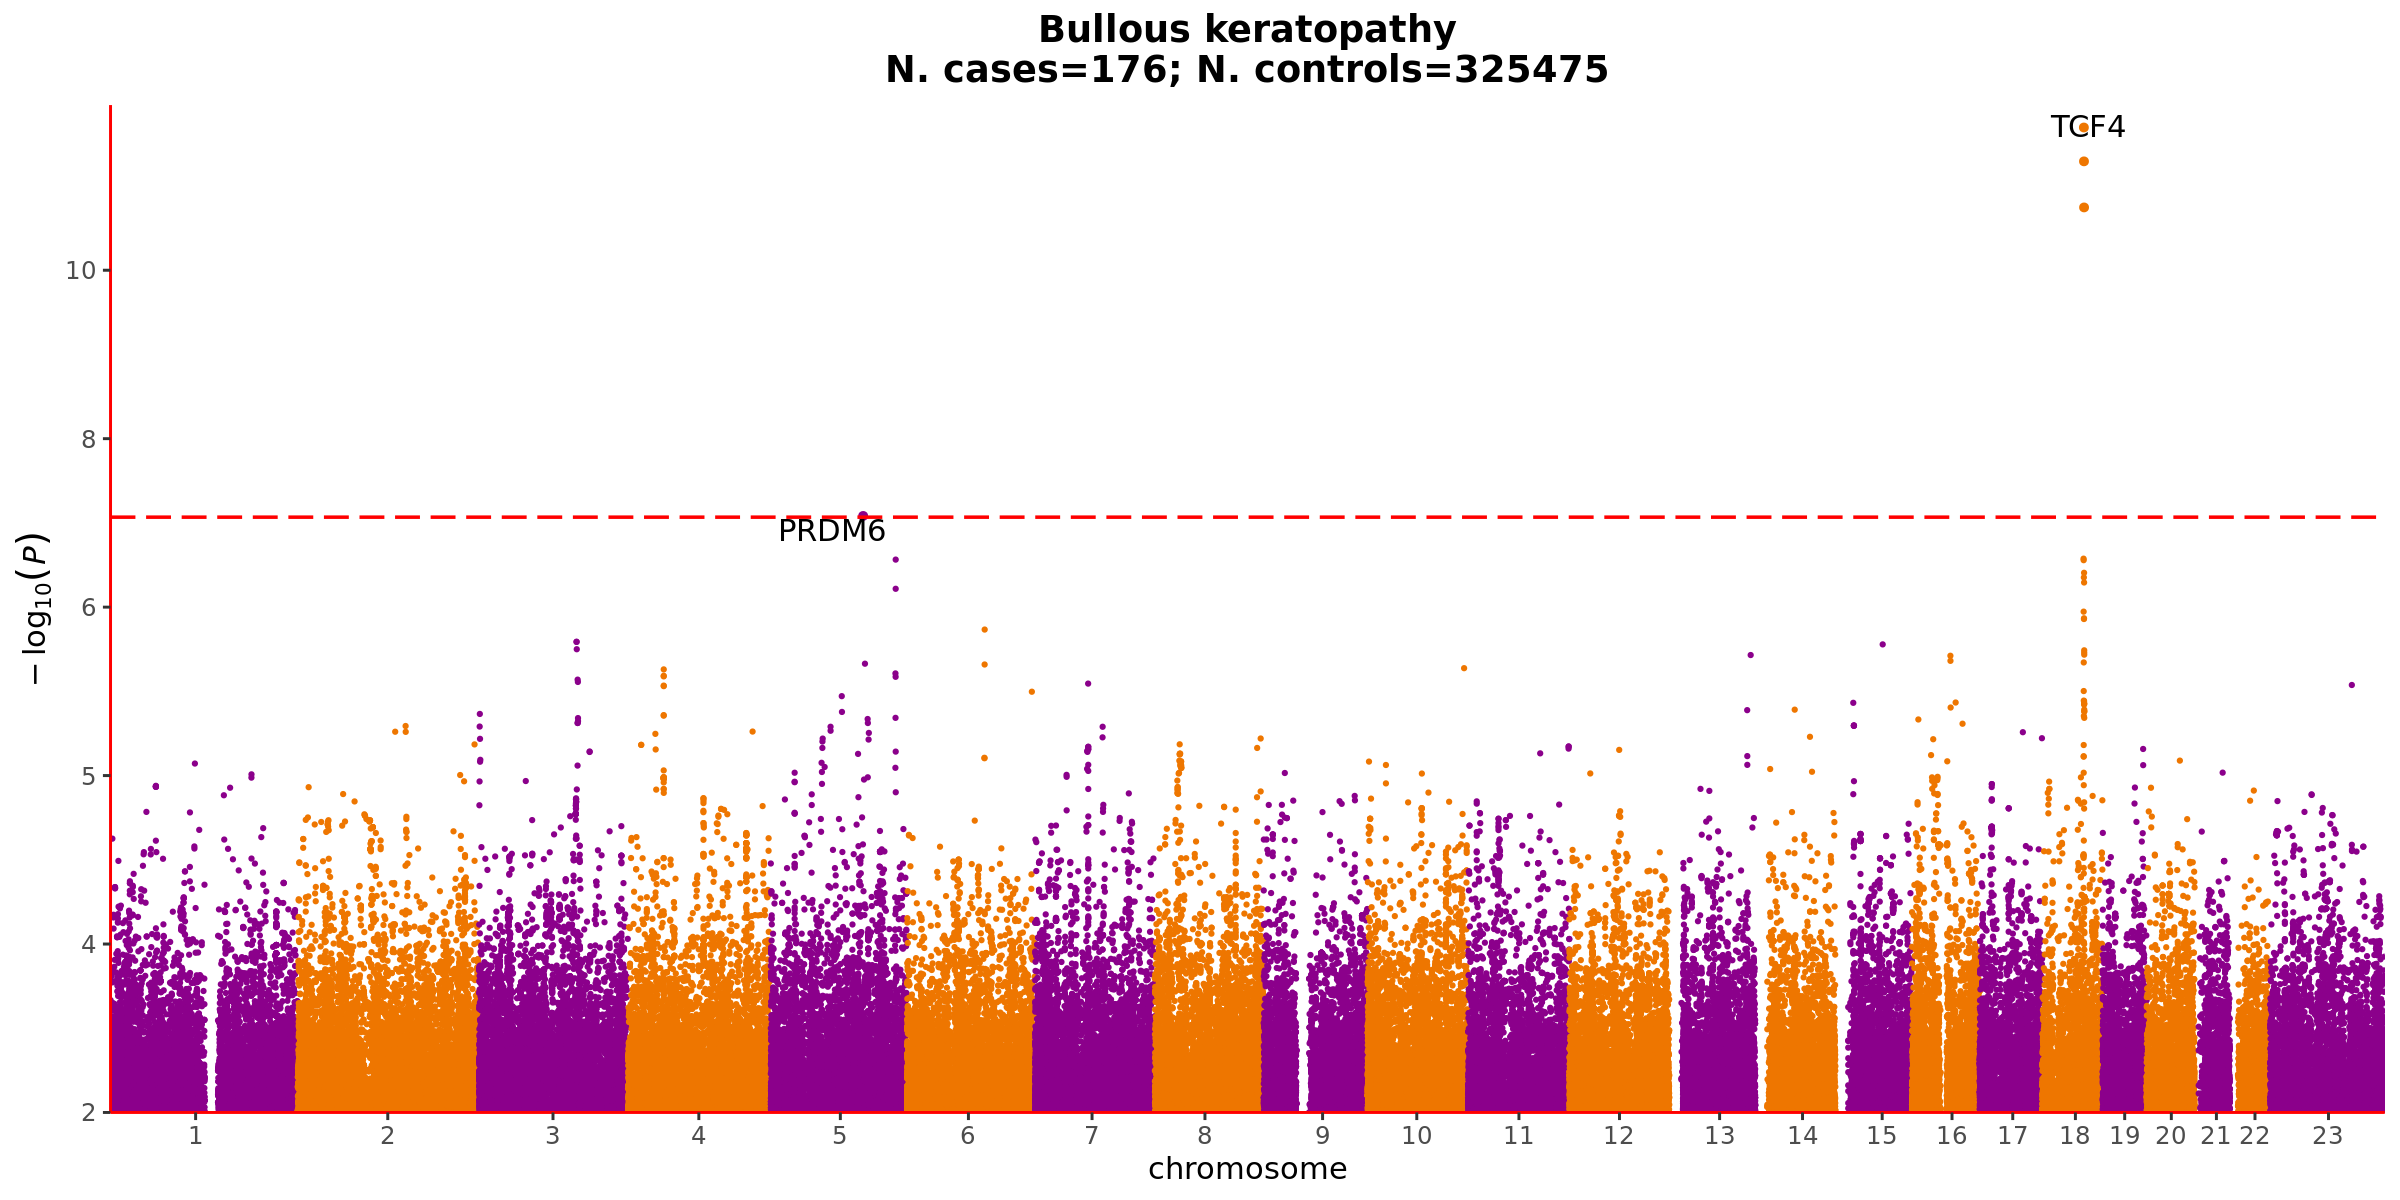 Bullous keratopathy
N. cases=176; N. controls=325475
TCF4
10
8
PRDM6
6
5
4
2
−log₁₀(P)
1 2 3 4 5 6 7 8 9 10 11 12 13 14 15 16 17 18 19 20 21 22 23
chromosome